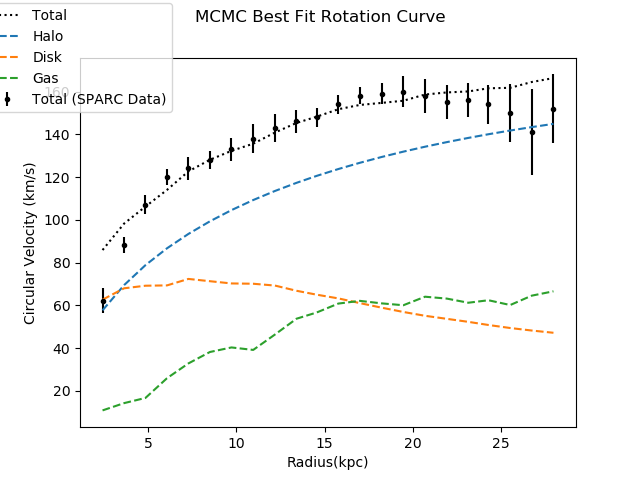 MCMC Best Fit Rotation Curve
Total
Halo
Disk
Gas
Total (SPARC Data)
160
140
120
100
80
60
40
20
Circular Velocity (km/s)
5
10
15
20
25
Radius(kpc)